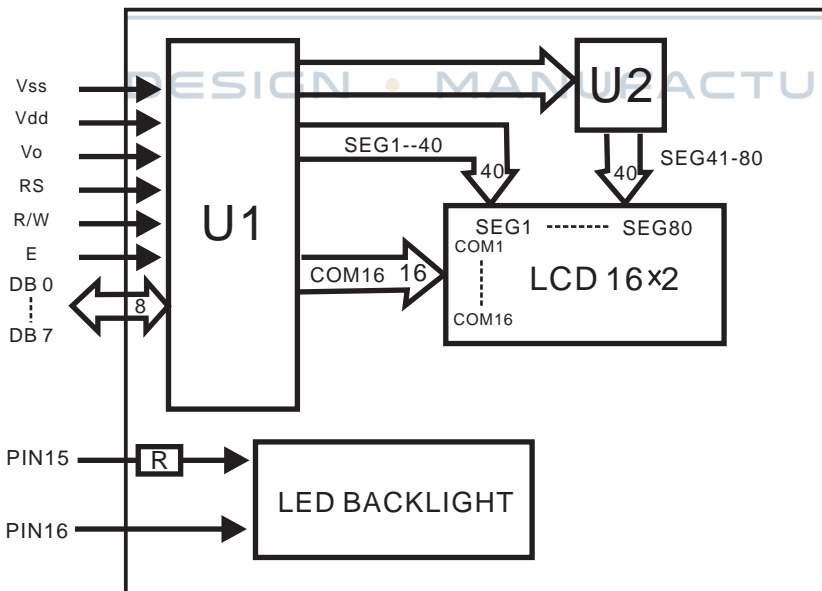 DESIGN • MANUFACTU
Vss
Vdd
Vo
RS
R/W
E
DB 0
DB 7
8
U1
U2
SEG1--40
40
40
SEG41-80
COM16 16
SEG1 SEG80
COM1
COM16
LCD 16×2
PIN15
R
PIN16
LED BACKLIGHT